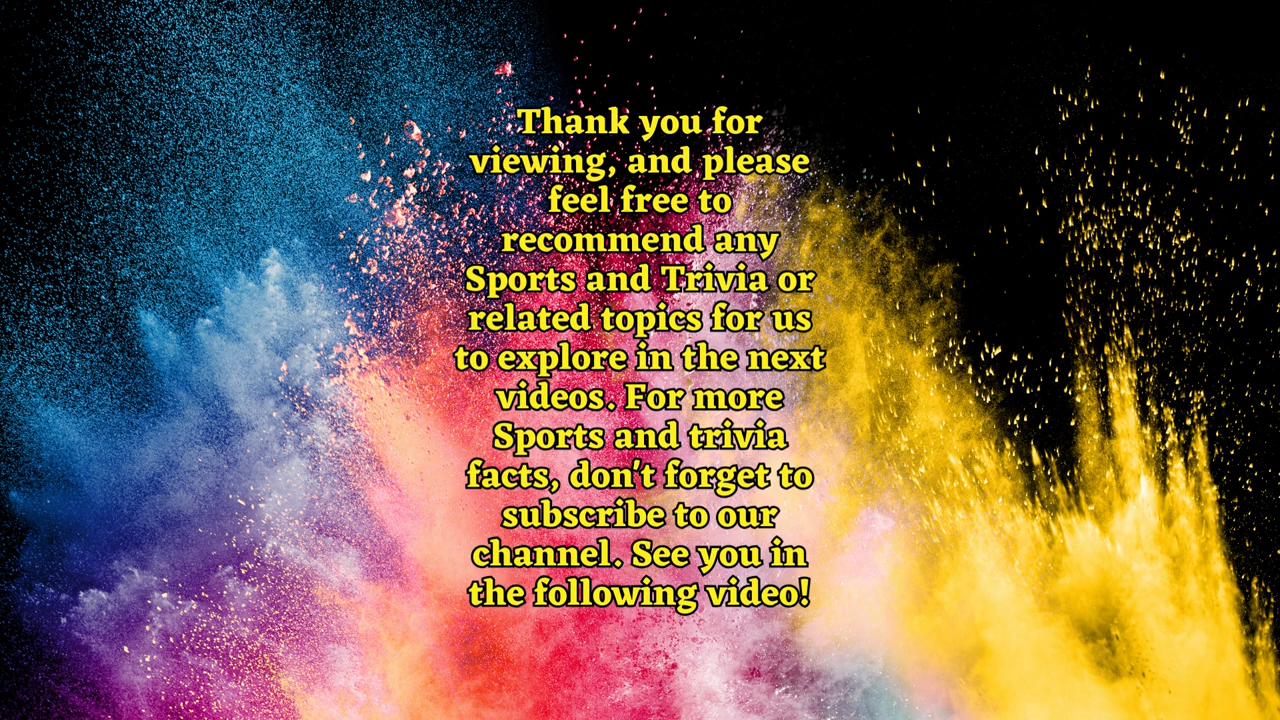 Thank you for
viewing, and please
feel free to
recommend any
Sports and Trivia or
related topics for us
to explore in the next
videos. For more
Sports and trivia
facts, don't forget to
subscribe to our
channel. See you in
the following video!